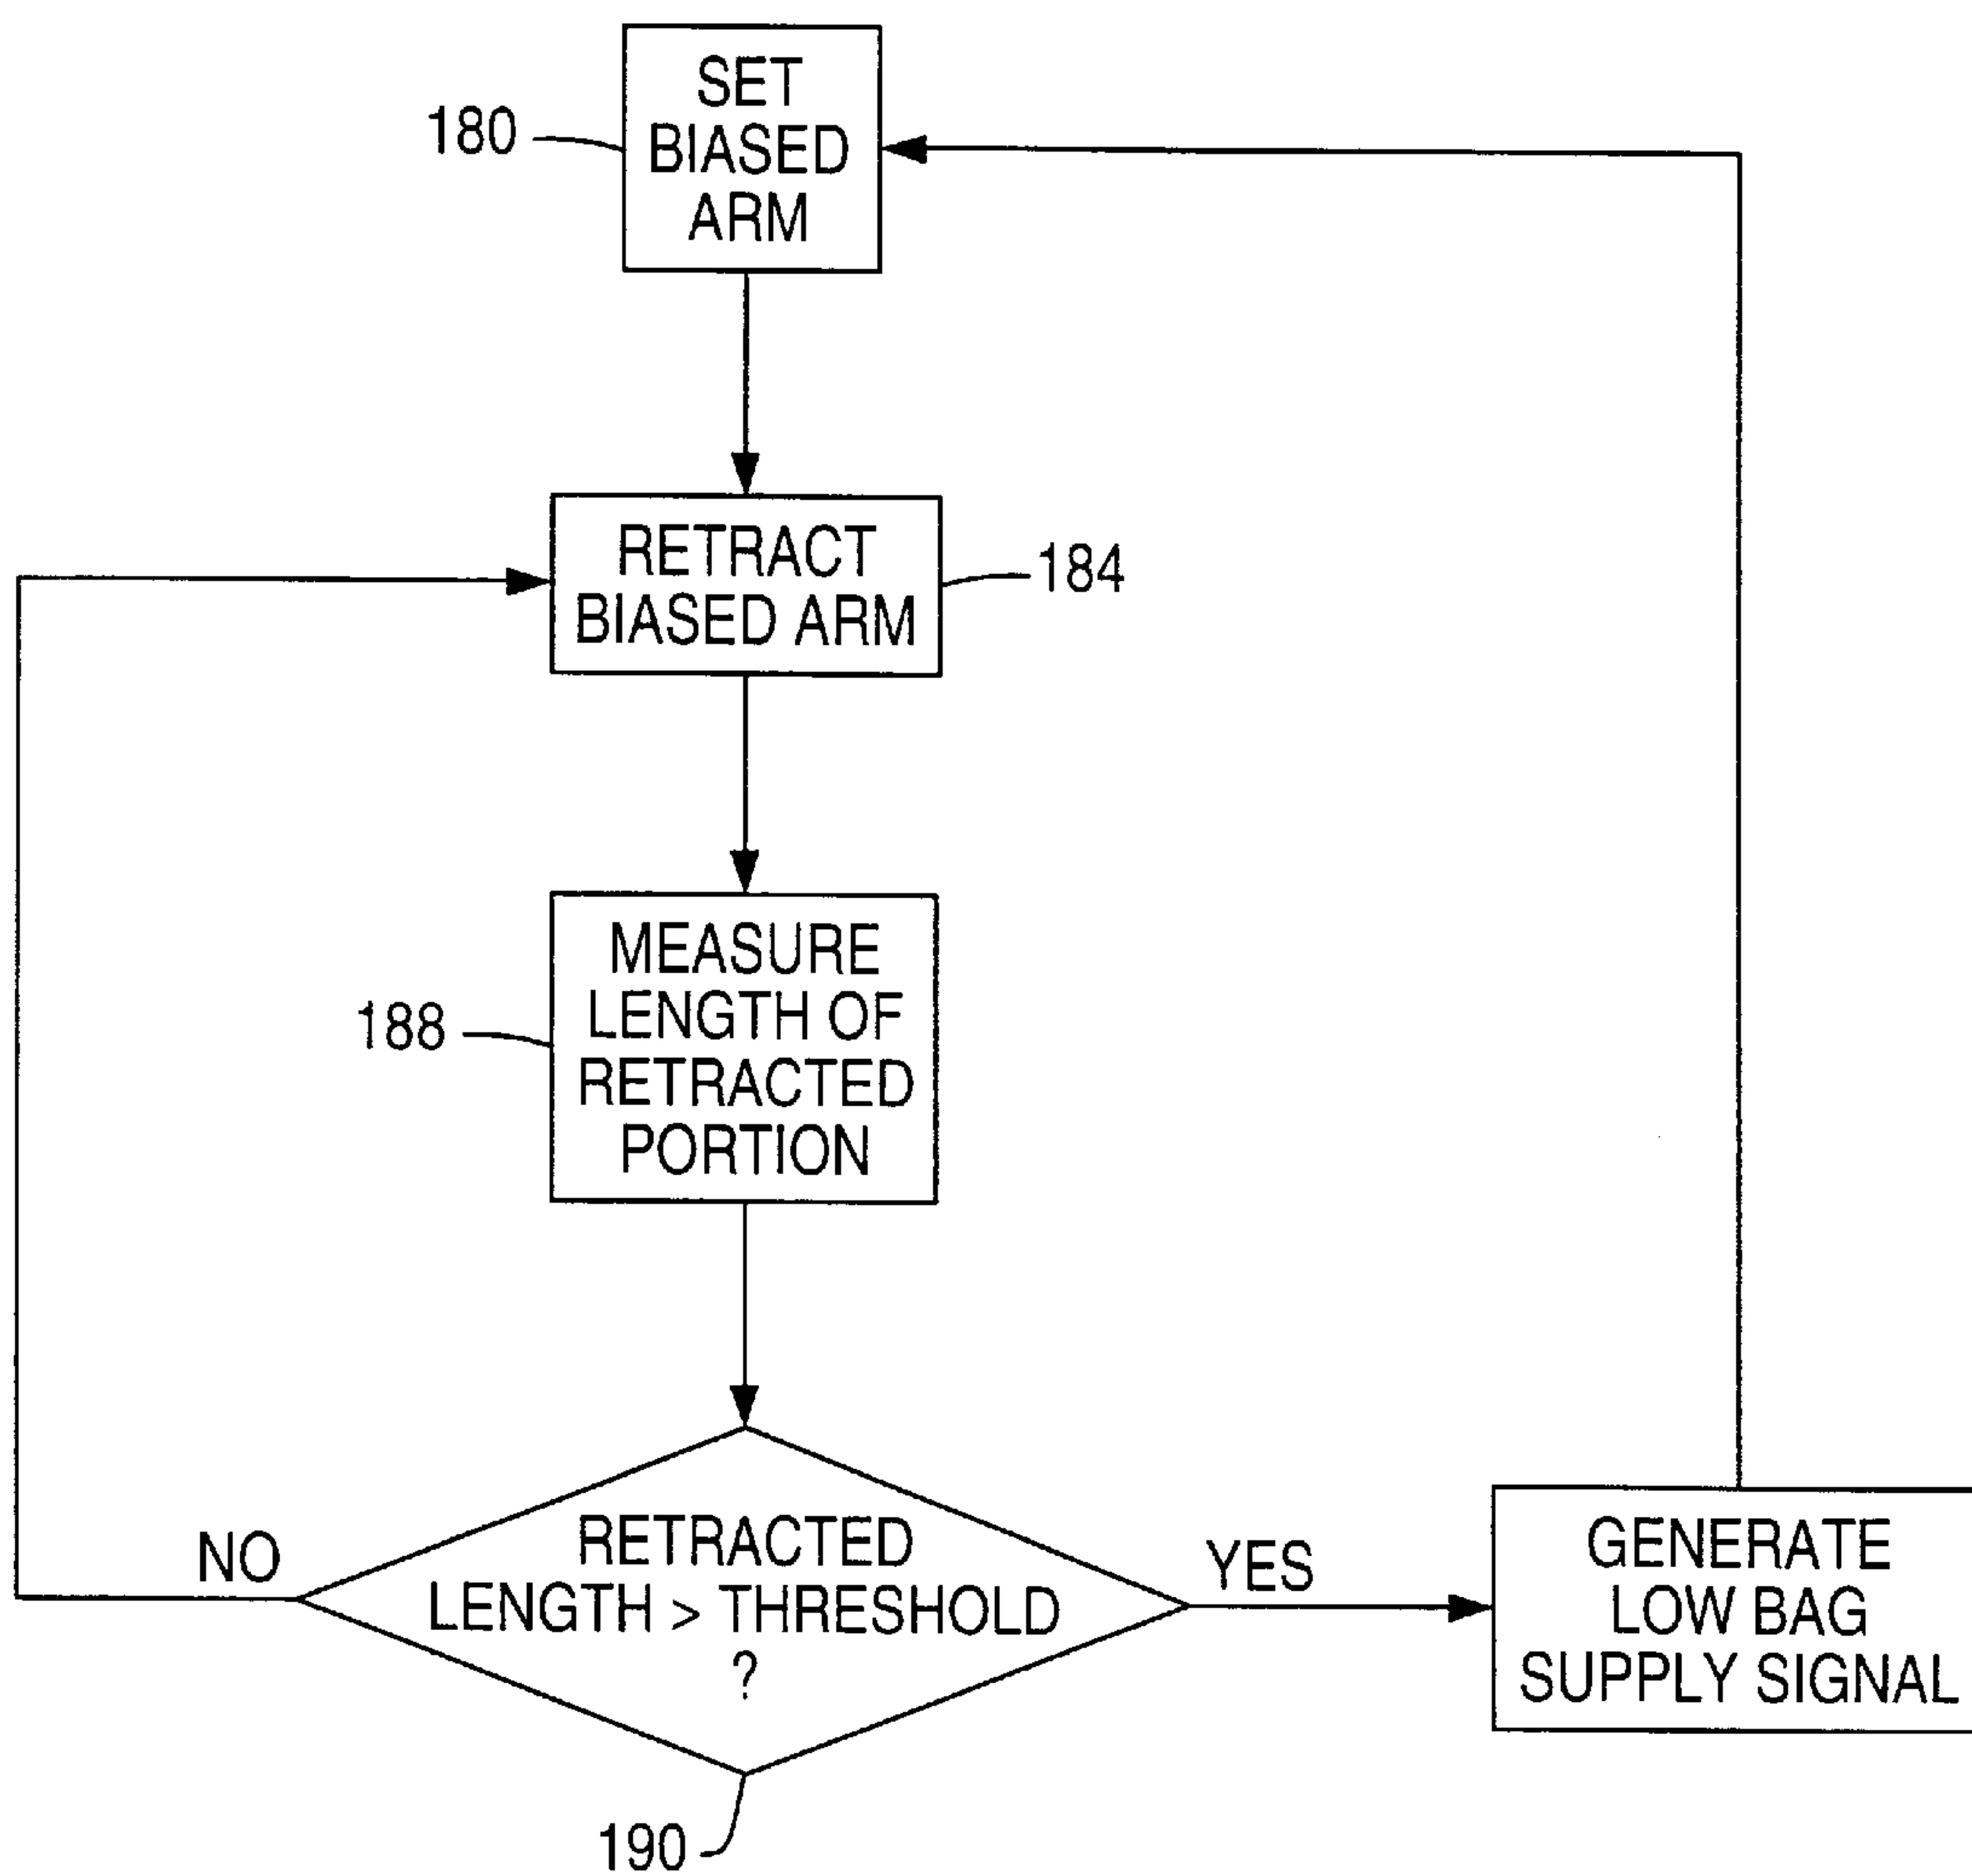 SET
BIASED
ARM
180
RETRACT
BIASED ARM
184
MEASURE
LENGTH OF
RETRACTED
PORTION
188
RETRACTED
LENGTH > THRESHOLD
?
NO
YES
190
GENERATE
LOW BAG
SUPPLY SIGNAL